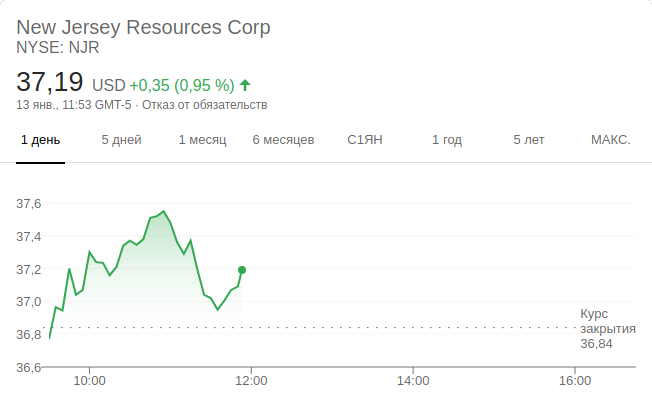 New Jersey Resources Corp
NYSE: NJR
37,19 USD +0,35 (0,95 %)
13 янв., 11:53 GMT-5 · Отказ от обязательств
1 день 5 дней 1 месяц 6 месяцев С1ЯН 1 год 5 лет МАКС.
37,6
37,4
37,2
37,0
36,8
36,6
Курс
закрытия
36,84
10:00 12:00 14:00 16:00